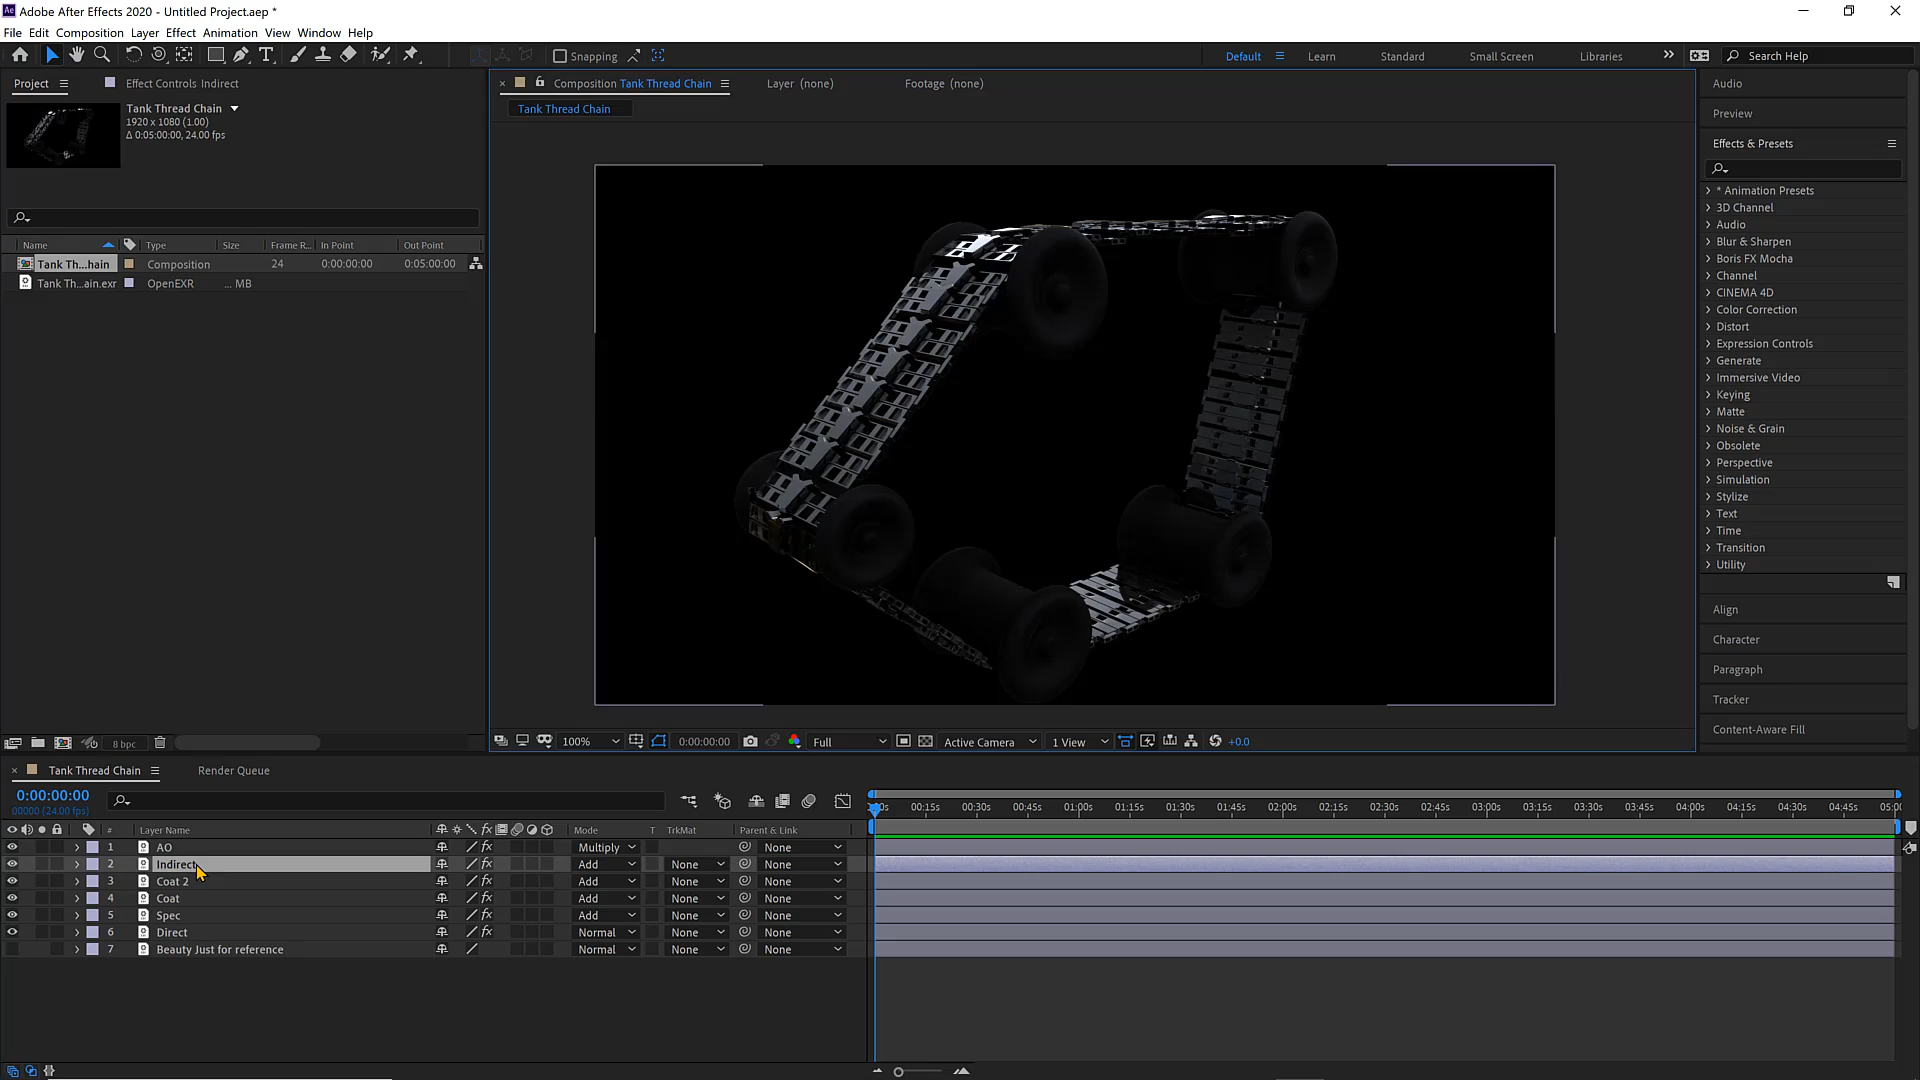 Adobe After Effects 2020 - Untitled Project.aep *
File Edit Composition Layer Effect Animation View Window Help
Snapping
Default Learn Standard Small Screen Libraries Search Help
Project Effect Controls Indirect
Composition Tank Thread Chain Layer (none) Footage (none)
Tank Thread Chain
Tank Thread Chain
1920 x 1080 (1.00)
Δ 0:05:00:00, 24.00 fps
Name Type Size Frame R... In Point Out Point
Tank Th...hain Composition 24 0:00:00:00 0:05:00:00
Tank Th...ain.exr OpenEXR ... MB
Audio
Preview
Effects & Presets
* Animation Presets
3D Channel
Audio
Blur & Sharpen
Boris FX Mocha
Channel
CINEMA 4D
Color Correction
Distort
Expression Controls
Generate
Immersive Video
Keying
Matte
Noise & Grain
Obsolete
Perspective
Simulation
Stylize
Text
Time
Transition
Utility
Align
Character
Paragraph
Tracker
Content-Aware Fill
8 bpc
100% 0:00:00:00 Full Active Camera 1 View +0.0
Tank Thread Chain Render Queue
0:00:00:00
00000 (24.00 fps)
00:15s 00:30s 00:45s 01:00s 01:15s 01:30s 01:45s 02:00s 02:15s 02:30s 02:45s 03:00s 03:15s 03:30s 03:45s 04:00s 04:15s 04:30s 04:45s 05:00
# Layer Name Mode T TrkMat Parent & Link
1 AO Multiply None
2 Indirect Add None None
3 Coat 2 Add None None
4 Coat Add None None
5 Spec Add None None
6 Direct Normal None None
7 Beauty Just for reference Normal None None